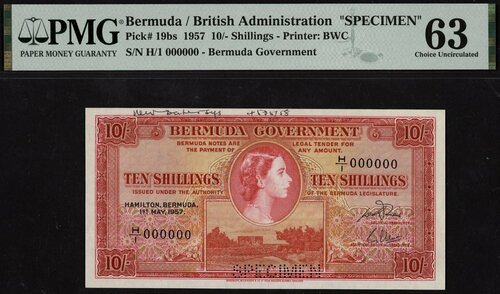 PMG
PAPER MONEY GUARANTY
Bermuda / British Administration "SPECIMEN"
Pick# 19bs 1957 10/- Shillings - Printer: BWC
S/N H/1 000000 - Bermuda Government
63
Choice Uncirculated
10/-
BERMUDA GOVERNMENT
10/-
BERMUDA NOTES ARE LEGAL TENDER FOR
THE PAYMENT OF ANY AMOUNT.
H/1 000000
TEN SHILLINGS TEN SHILLINGS
ISSUED UNDER THE AUTHORITY OF THE BERMUDA LEGISLATURE.
HAMILTON, BERMUDA,
1ST MAY, 1957.
H/1 000000
10/-
SPECIMEN
10/-